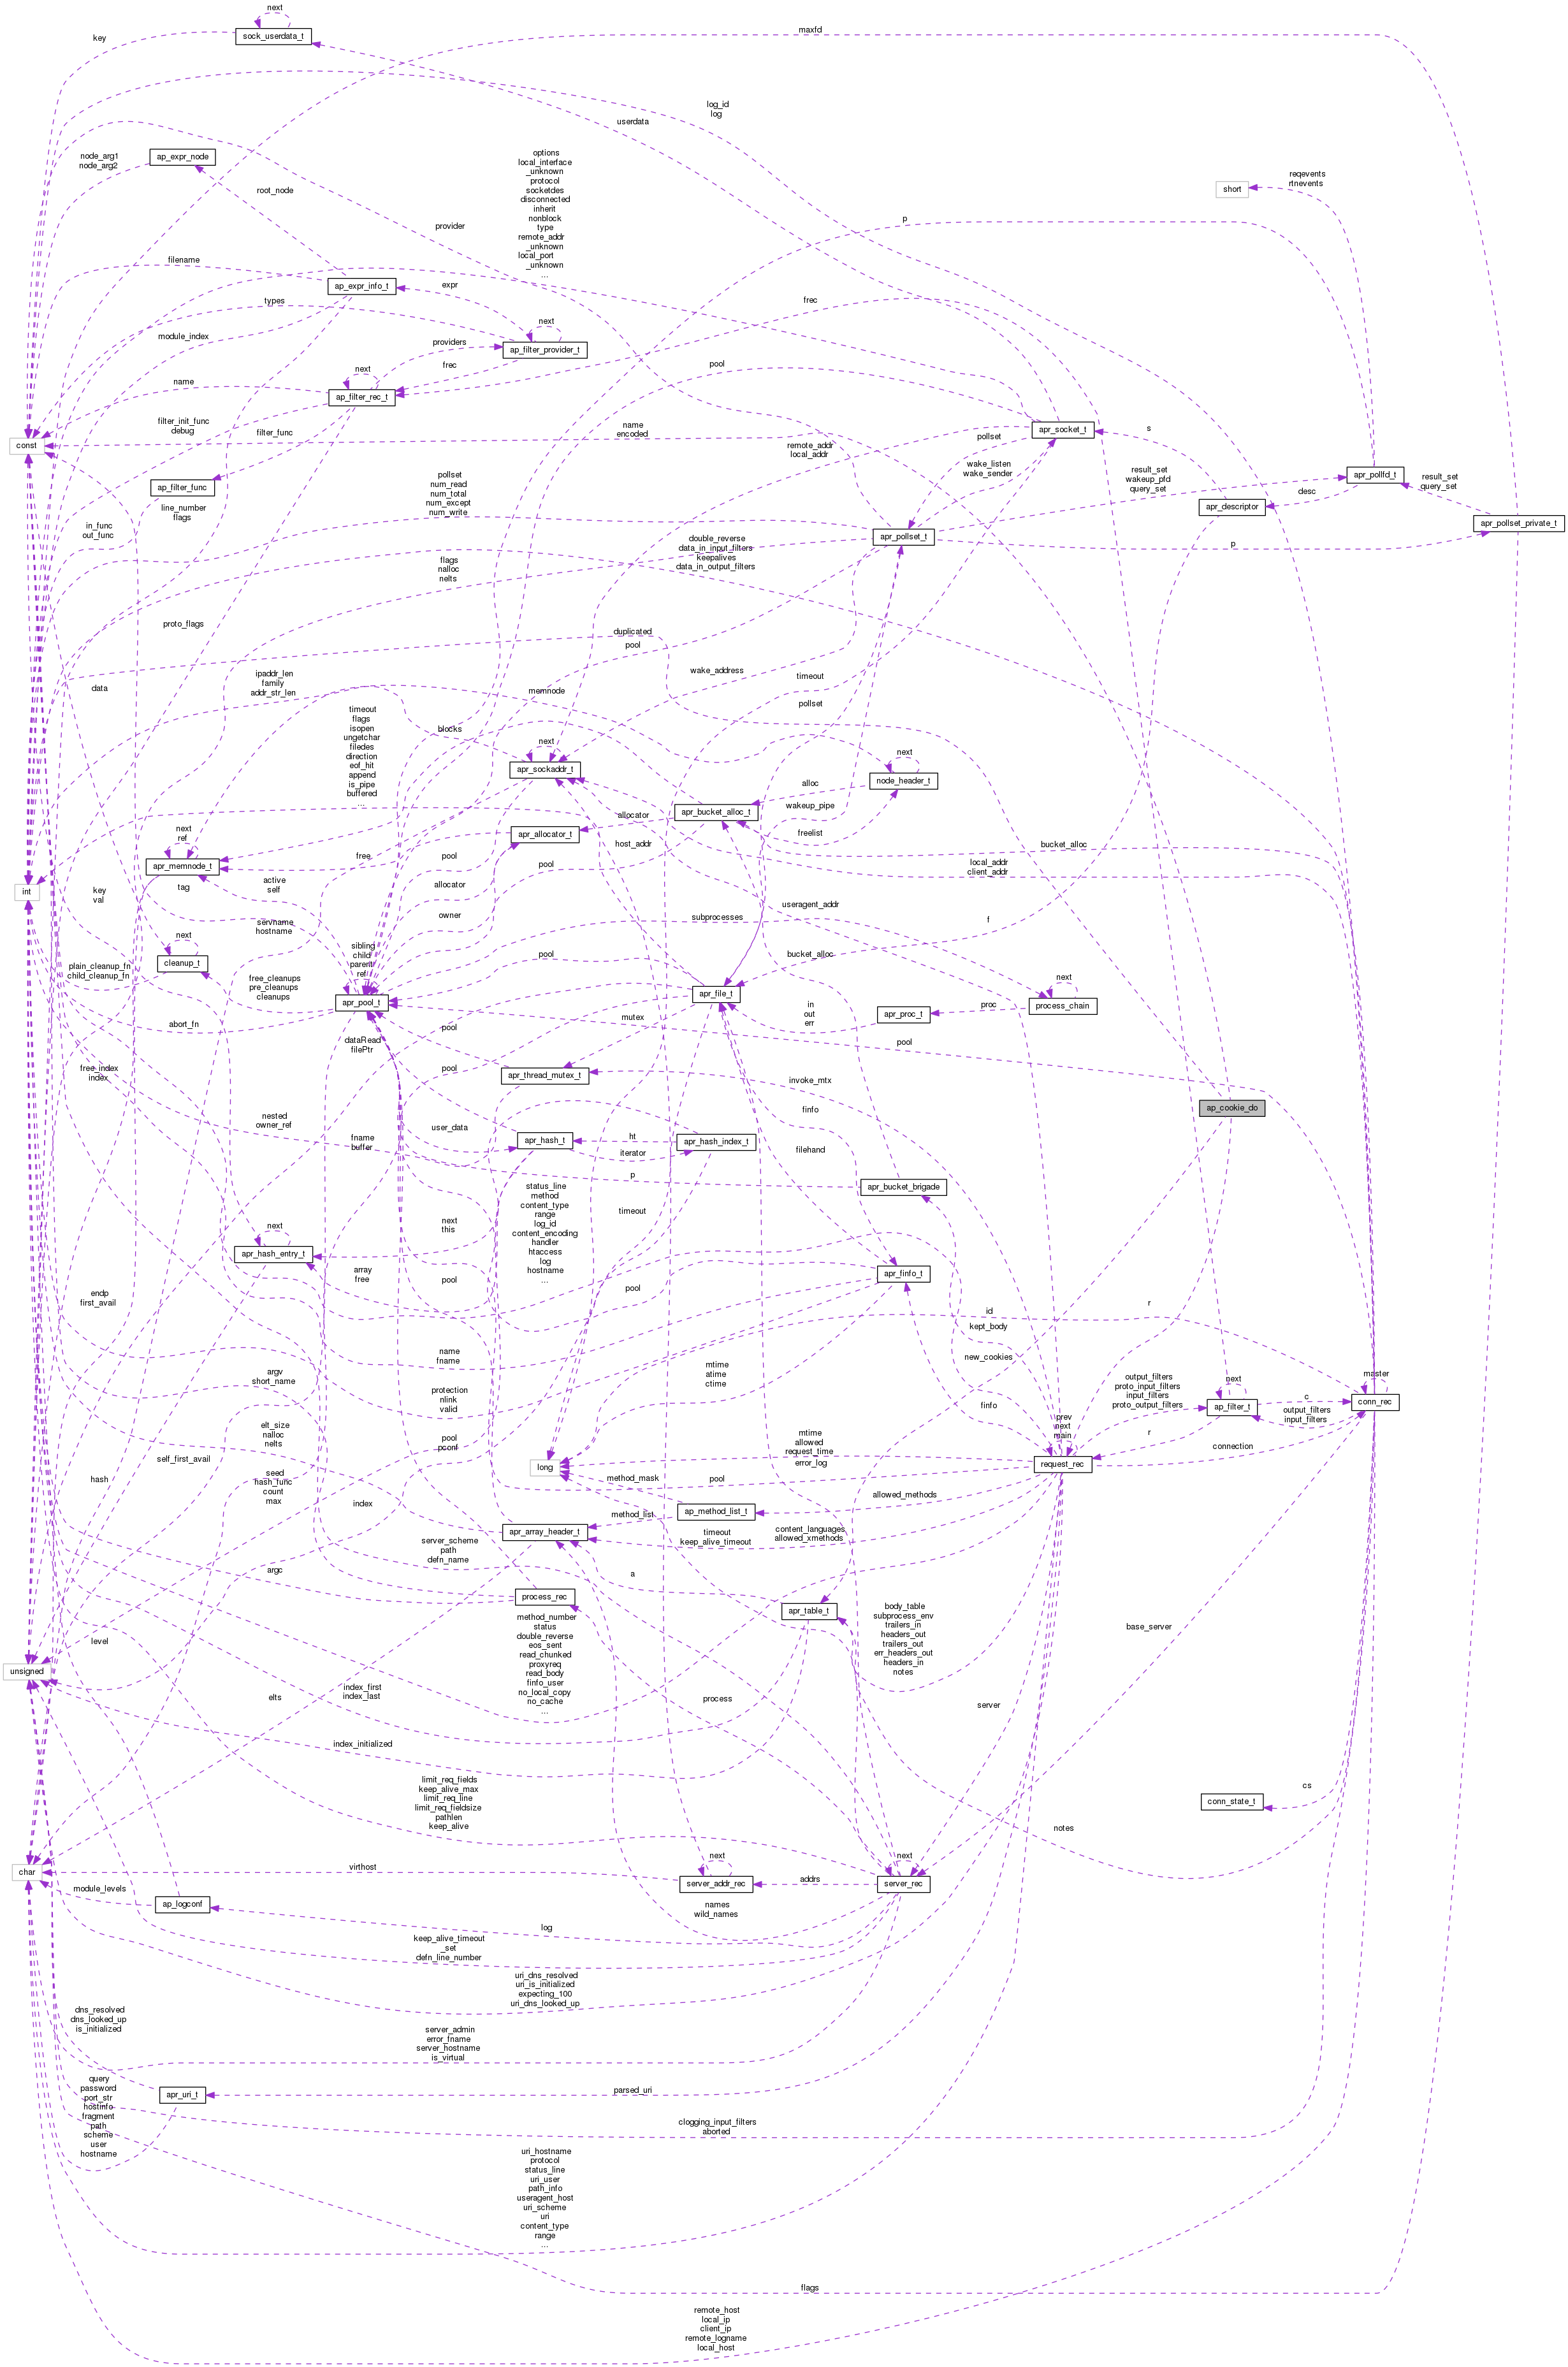 next
sock_userdata_t
key
maxfd
log_id
log
userdata
node_arg1
node_arg2
ap_expr_node
options
local_interface
_unknown
protocol
socketdes
disconnected
inherit
nonblock
type
remote_addr
_unknown
local_port
_unknown
...
reqevents
rtnevents
short
root_node
provider
p
filename
ap_expr_info_t
expr
types
frec
module_index
next
providers
ap_filter_provider_t
frec
next
pool
name
ap_filter_rec_t
filter_init_func
debug
filter_func
name
encoded
s
apr_socket_t
const
remote_addr
local_addr
pollset
wake_listen
wake_sender
result_set
wakeup_pfd
query_set
apr_pollfd_t
desc
result_set
query_set
ap_filter_func
pollset
num_read
num_total
num_except
num_write
apr_descriptor
line_number
flags
apr_pollset_private_t
in_func
out_func
apr_pollset_t
double_reverse
data_in_input_filters
keepalives
data_in_output_filters
p
flags
nalloc
nelts
proto_flags
duplicated
pool
wake_address
timeout
ipaddr_len
family
addr_str_len
data
memnode
pollset
timeout
flags
isopen
ungetchar
filedes
direction
eof_hit
append
is_pipe
buffered
...
blocks
next
apr_sockaddr_t
next
node_header_t
alloc
wakeup_pipe
apr_bucket_alloc_t
allocator
freelist
next
ref
apr_allocator_t
host_addr
bucket_alloc
free
pool
pool
local_addr
client_addr
apr_memnode_t
int
tag
active
self
allocator
key
val
useragent_addr
owner
subprocesses
f
servname
hostname
next
cleanup_t
sibling
child
parent
ref
pool
bucket_alloc
plain_cleanup_fn
child_cleanup_fn
free_cleanups
pre_cleanups
cleanups
apr_pool_t
apr_file_t
next
process_chain
proc
in
out
err
apr_proc_t
abort_fn
pool
mutex
dataRead
filePtr
pool
free_index
index
pool
apr_thread_mutex_t
invoke_mtx
ap_cookie_do
finfo
nested
owner_ref
user_data
apr_hash_t
ht
iterator
apr_hash_index_t
filehand
fname
buffer
p
apr_bucket_brigade
status_line
method
content_type
range
log_id
content_encoding
handler
htaccess
log
hostname
...
timeout
next
apr_hash_entry_t
next
this
array
free
pool
pool
apr_finfo_t
endp
first_avail
id
r
kept_body
name
fname
new_cookies
mtime
atime
ctime
argv
short_name
protection
nlink
valid
output_filters
proto_input_filters
input_filters
proto_output_filters
next
ap_filter_t
c
output_filters
input_filters
master
conn_rec
finfo
prev
next
main
r
elt_size
nalloc
nelts
pool
pconf
mtime
allowed
request_time
error_log
connection
request_rec
self_first_avail
hash
seed
hash_func
count
max
long
method_mask
pool
index
ap_method_list_t
allowed_methods
method_list
apr_array_header_t
timeout
keep_alive_timeout
content_languages
allowed_xmethods
server_scheme
path
defn_name
argc
a
process_rec
apr_table_t
method_number
status
double_reverse
eos_sent
read_chunked
proxyreq
read_body
finfo_user
no_local_copy
no_cache
...
body_table
subprocess_env
trailers_in
headers_out
trailers_out
err_headers_out
headers_in
notes
base_server
level
unsigned
elts
index_first
index_last
process
server
index_initialized
limit_req_fields
keep_alive_max
limit_req_line
limit_req_fieldsize
pathlen
keep_alive
cs
conn_state_t
notes
char
virthost
next
server_addr_rec
addrs
next
server_rec
module_levels
ap_logconf
names
wild_names
log
keep_alive_timeout
_set
defn_line_number
uri_dns_resolved
uri_is_initialized
expecting_100
uri_dns_looked_up
dns_resolved
dns_looked_up
is_initialized
server_admin
error_fname
server_hostname
is_virtual
apr_uri_t
parsed_uri
query
password
port_str
hostinfo
fragment
path
scheme
user
hostname
clogging_input_filters
aborted
uri_hostname
protocol
status_line
uri_user
path_info
useragent_host
uri_scheme
uri
content_type
range
...
flags
remote_host
local_ip
client_ip
remote_logname
local_host